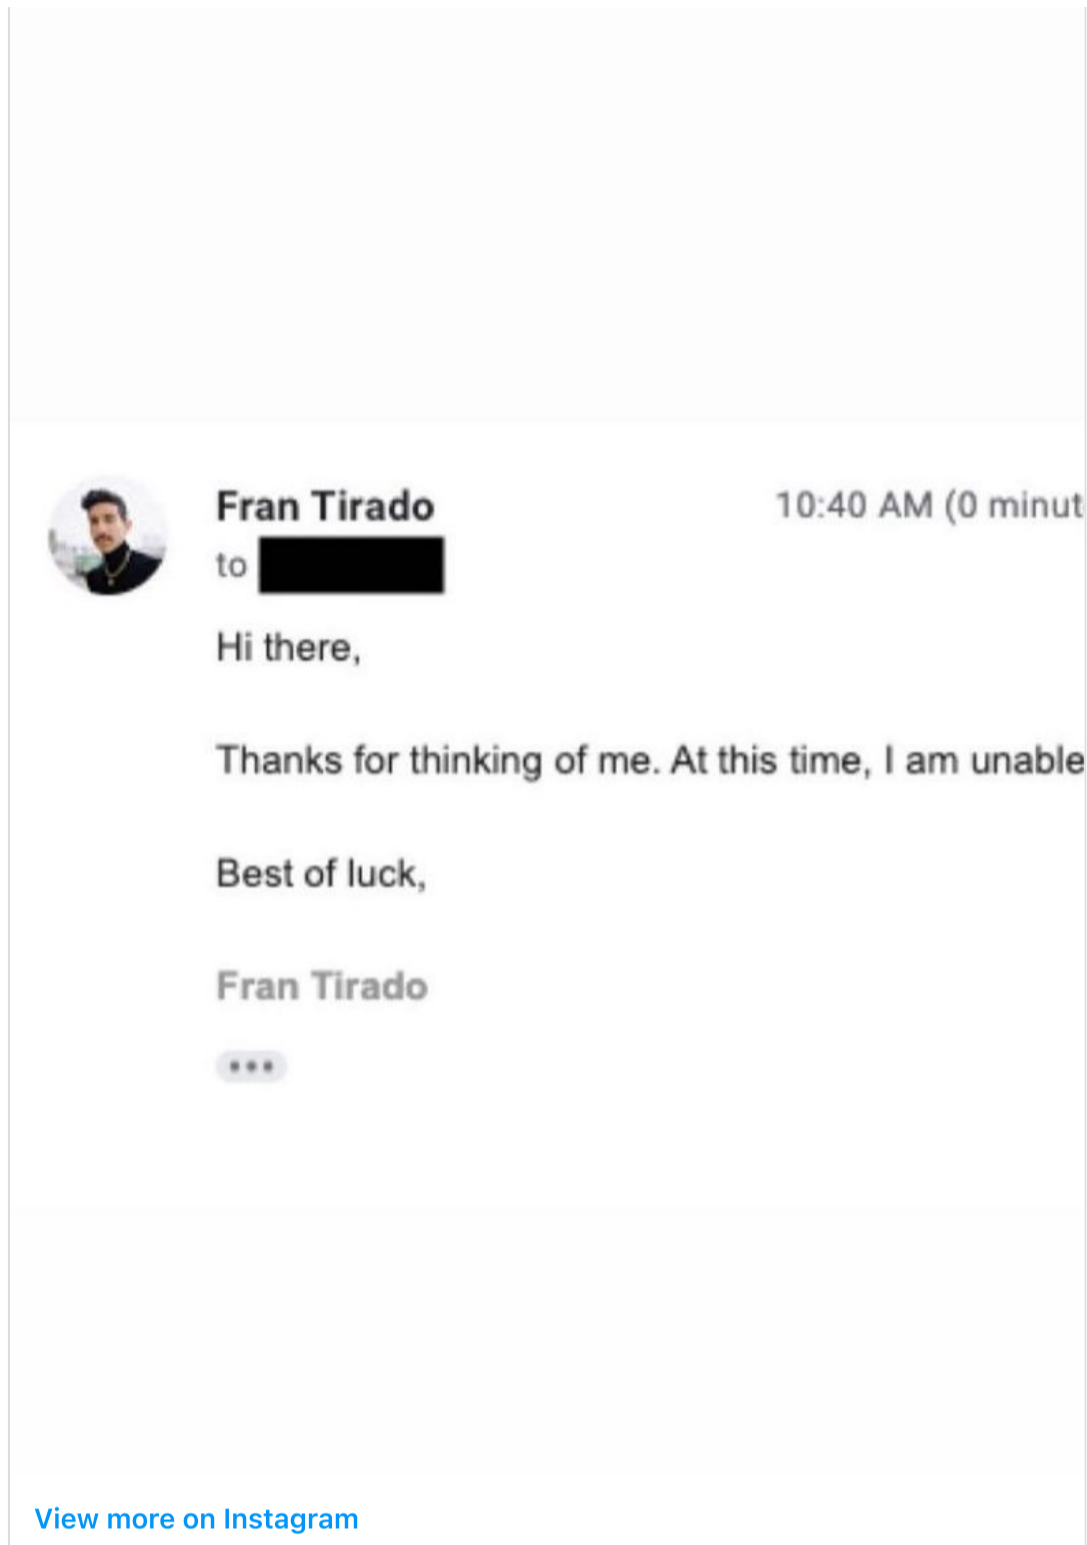 Fran Tirado
10:40 AM (0 minut
to
Hi there,
Thanks for thinking of me. At this time, I am unable
Best of luck,
Fran Tirado
View more on Instagram